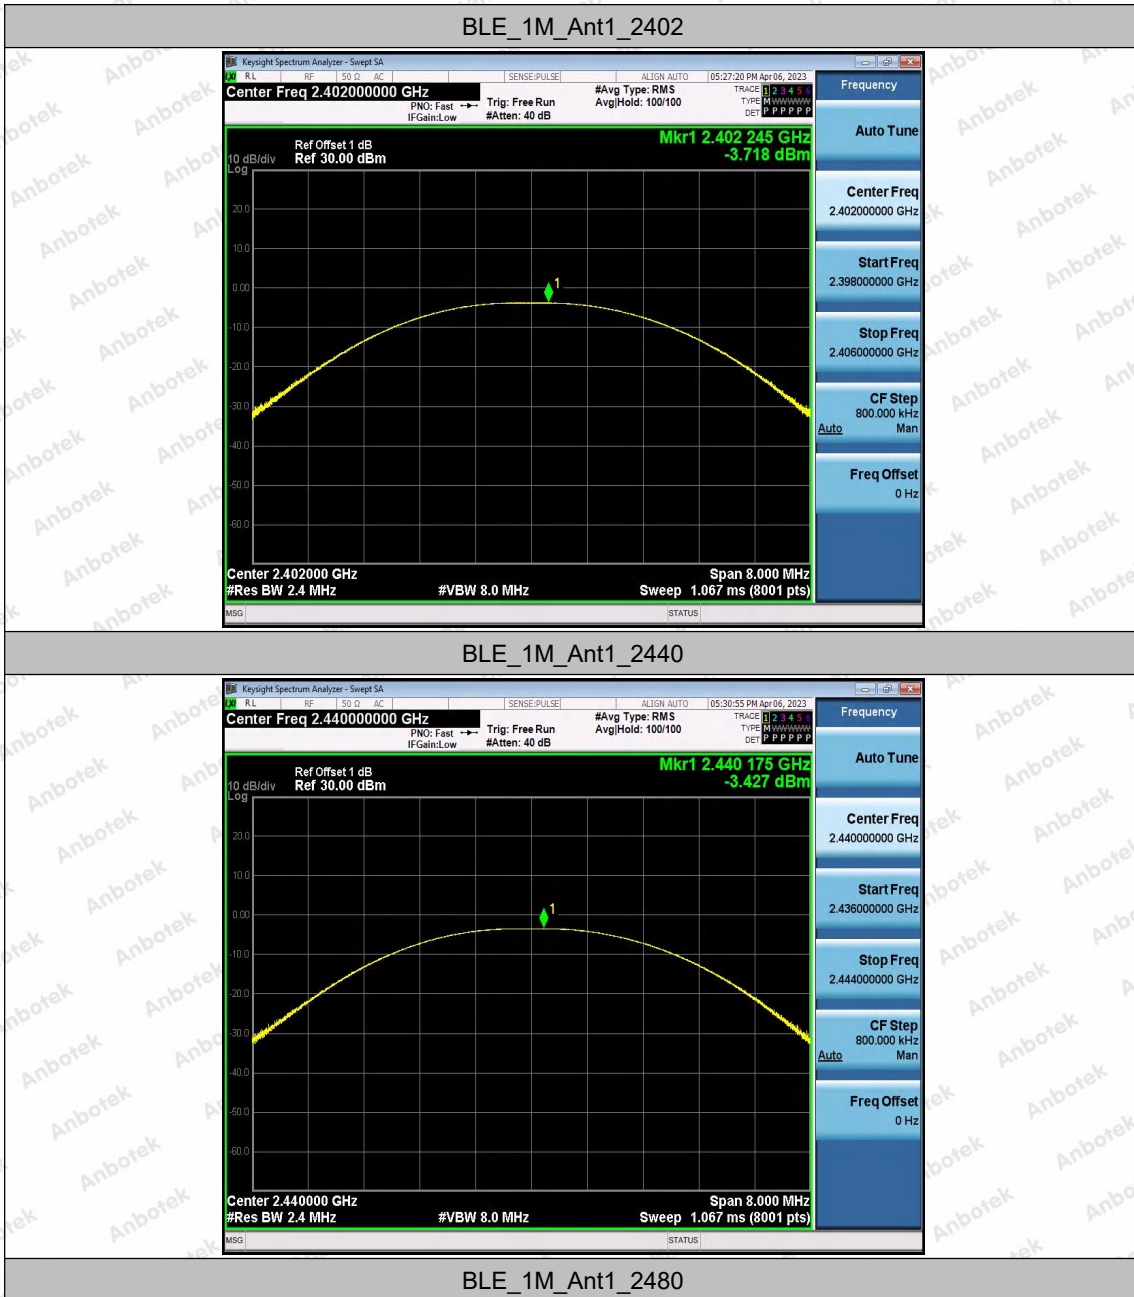 BLE_1M_Ant1_2402
Keysight Spectrum Analyzer - Swept SA
LXI RL RF 50 Ω AC SENSE:PULSE ALIGN AUTO 05:27:20 PM Apr 06, 2023
Center Freq 2.402000000 GHz
PNO: Fast
IFGain:Low
Trig: Free Run
#Atten: 40 dB
#Avg Type: RMS
Avg|Hold: 100/100
TRACE 1 2 3 4 5 6
TYPE M W W W W W
DET P P P P P P
Frequency
Mkr1 2.402 245 GHz
-3.718 dBm
Ref Offset 1 dB
10 dB/div Ref 30.00 dBm
Log
20.0
10.0
0.00
-10.0
-20.0
-30.0
-40.0
-50.0
-60.0
1
Center 2.402000 GHz Span 8.000 MHz
#Res BW 2.4 MHz #VBW 8.0 MHz Sweep 1.067 ms (8001 pts)
MSG STATUS
Auto Tune
Center Freq
2.402000000 GHz
Start Freq
2.398000000 GHz
Stop Freq
2.406000000 GHz
CF Step
800.000 kHz
Auto Man
Freq Offset
0 Hz
BLE_1M_Ant1_2440
Keysight Spectrum Analyzer - Swept SA
LXI RL RF 50 Ω AC SENSE:PULSE ALIGN AUTO 05:30:55 PM Apr 06, 2023
Center Freq 2.440000000 GHz
PNO: Fast
IFGain:Low
Trig: Free Run
#Atten: 40 dB
#Avg Type: RMS
Avg|Hold: 100/100
TRACE 1 2 3 4 5 6
TYPE M W W W W W
DET P P P P P P
Frequency
Mkr1 2.440 175 GHz
-3.427 dBm
Ref Offset 1 dB
10 dB/div Ref 30.00 dBm
Log
20.0
10.0
0.00
-10.0
-20.0
-30.0
-40.0
-50.0
-60.0
1
Center 2.440000 GHz Span 8.000 MHz
#Res BW 2.4 MHz #VBW 8.0 MHz Sweep 1.067 ms (8001 pts)
MSG STATUS
Auto Tune
Center Freq
2.440000000 GHz
Start Freq
2.436000000 GHz
Stop Freq
2.444000000 GHz
CF Step
800.000 kHz
Auto Man
Freq Offset
0 Hz
BLE_1M_Ant1_2480
Anbotek